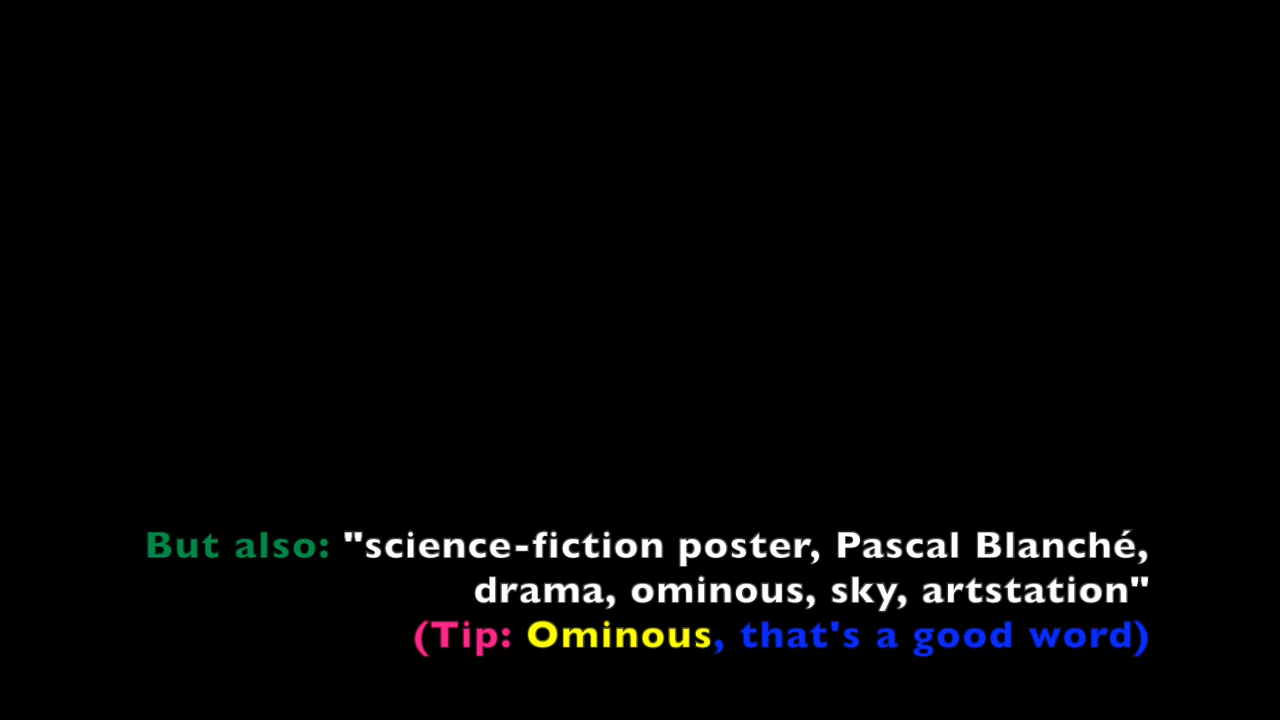 But also: "science-fiction poster, Pascal Blanché,
drama, ominous, sky, artstation"
(Tip: Ominous, that's a good word)